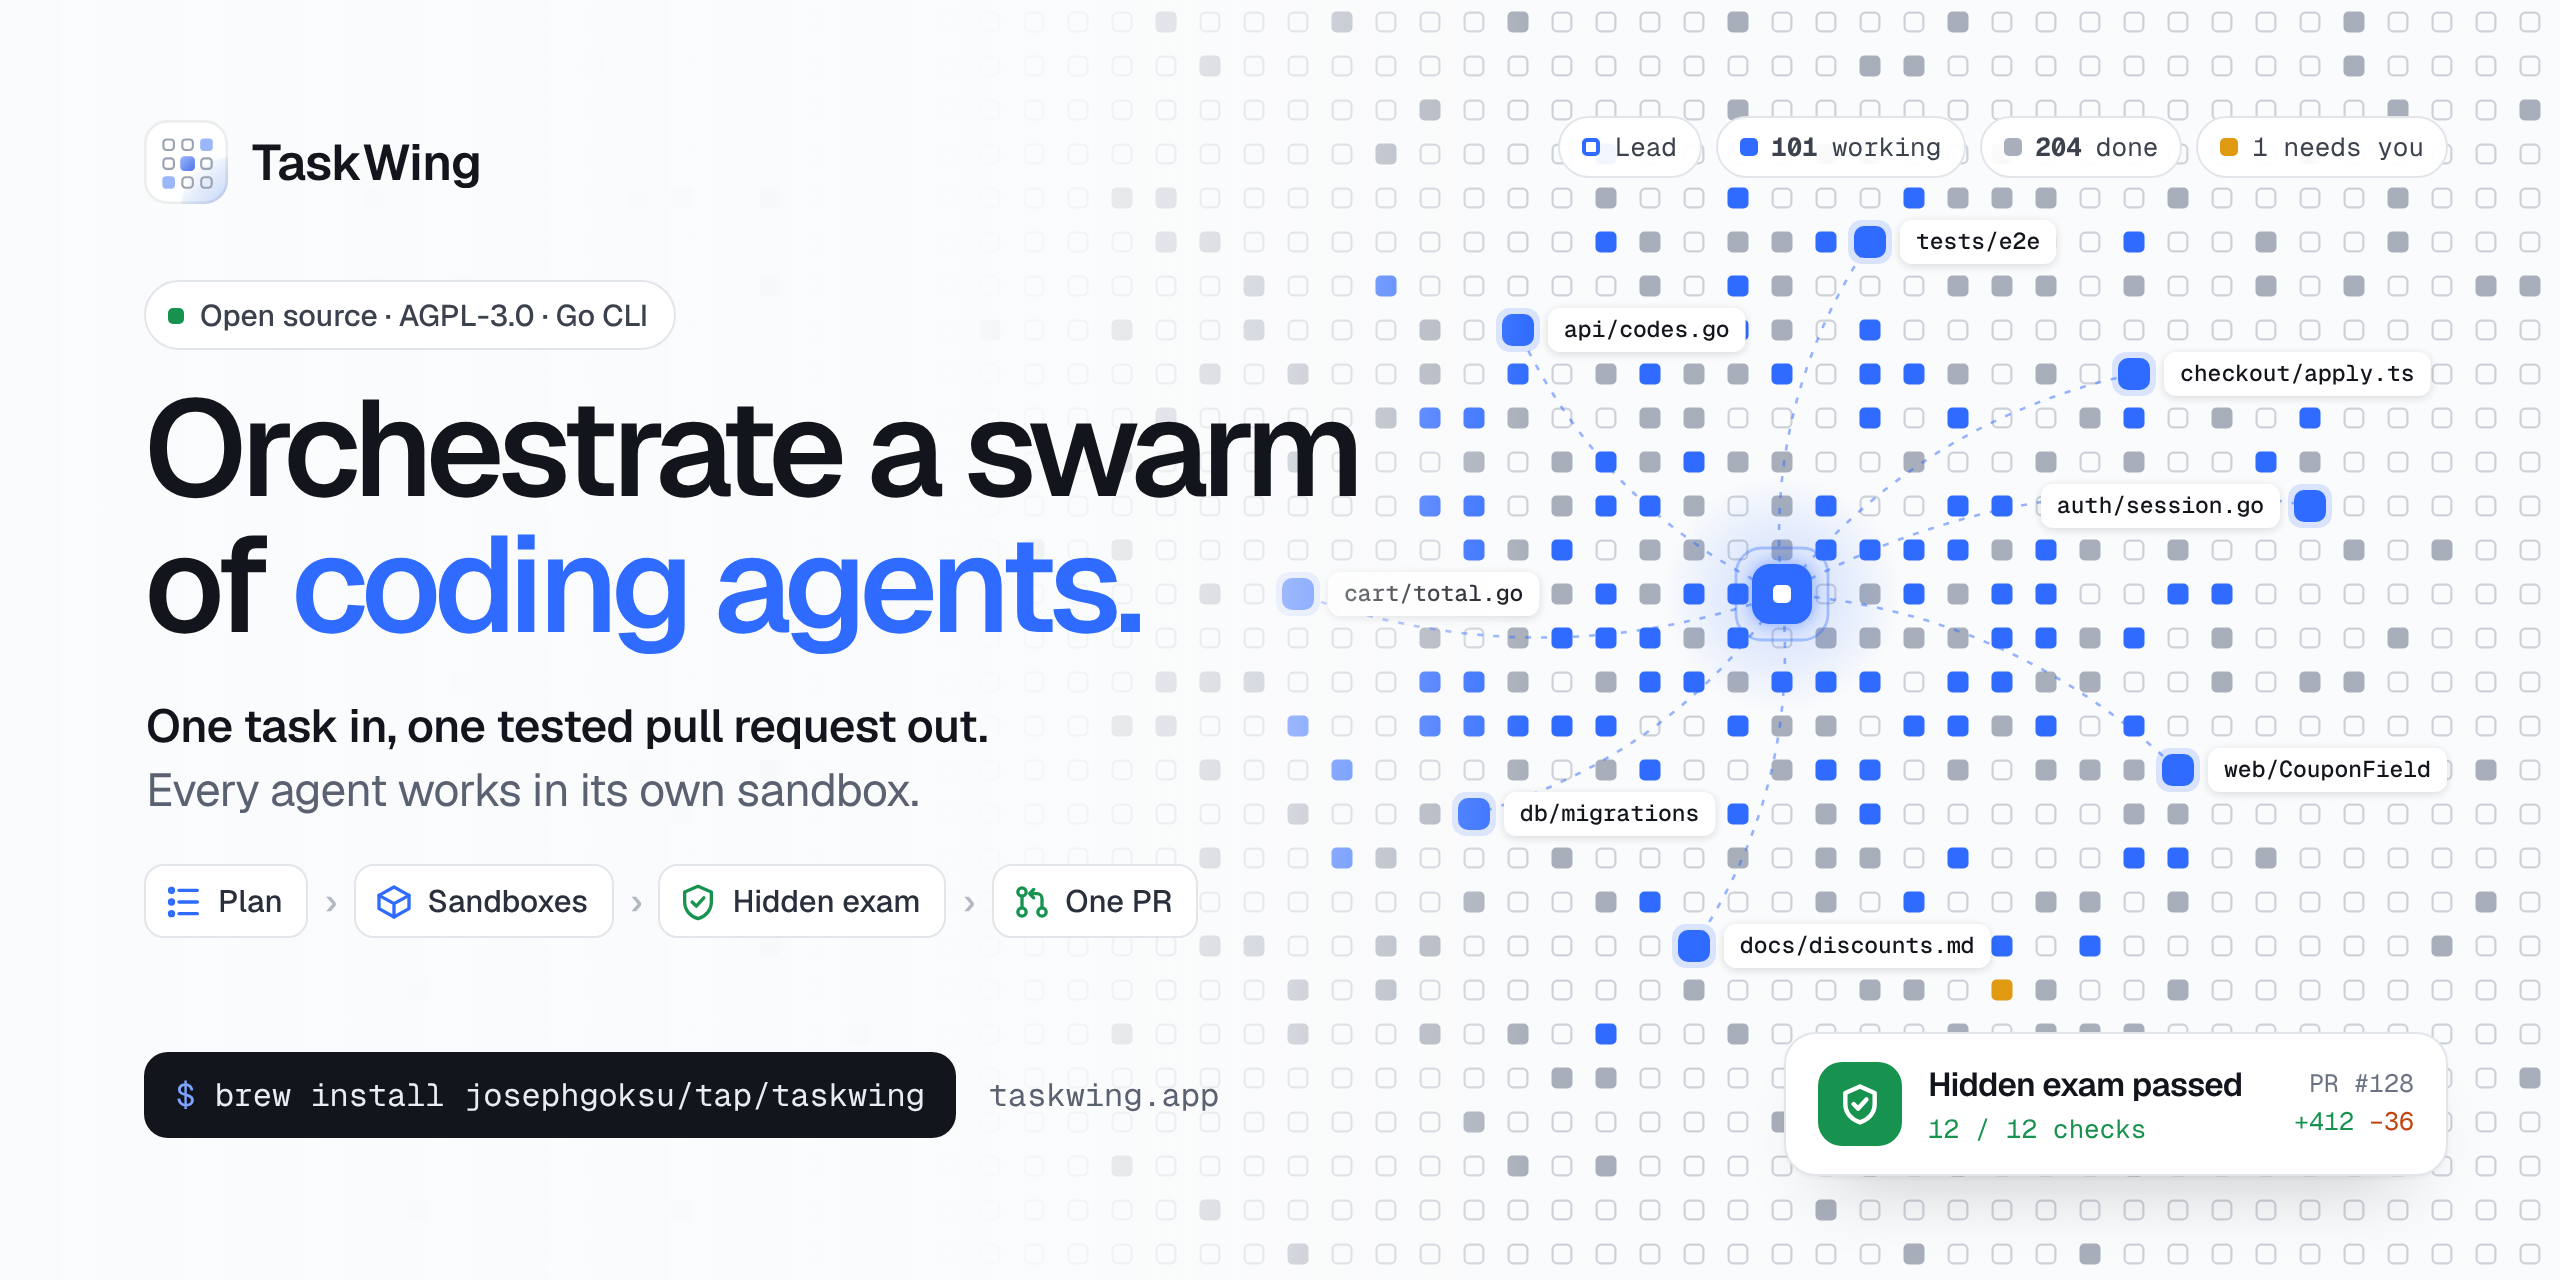 TaskWing
Open source · AGPL-3.0 · Go CLI
Orchestrate a swarm
of coding agents.
One task in, one tested pull request out.
Every agent works in its own sandbox.
Plan › Sandboxes › Hidden exam › One PR
$ brew install josephgoksu/tap/taskwing
taskwing.app
Lead
101 working
204 done
1 needs you
tests/e2e
api/codes.go
checkout/apply.ts
auth/session.go
cart/total.go
web/CouponField
db/migrations
docs/discounts.md
Hidden exam passed
12 / 12 checks
PR #128
+412 −36